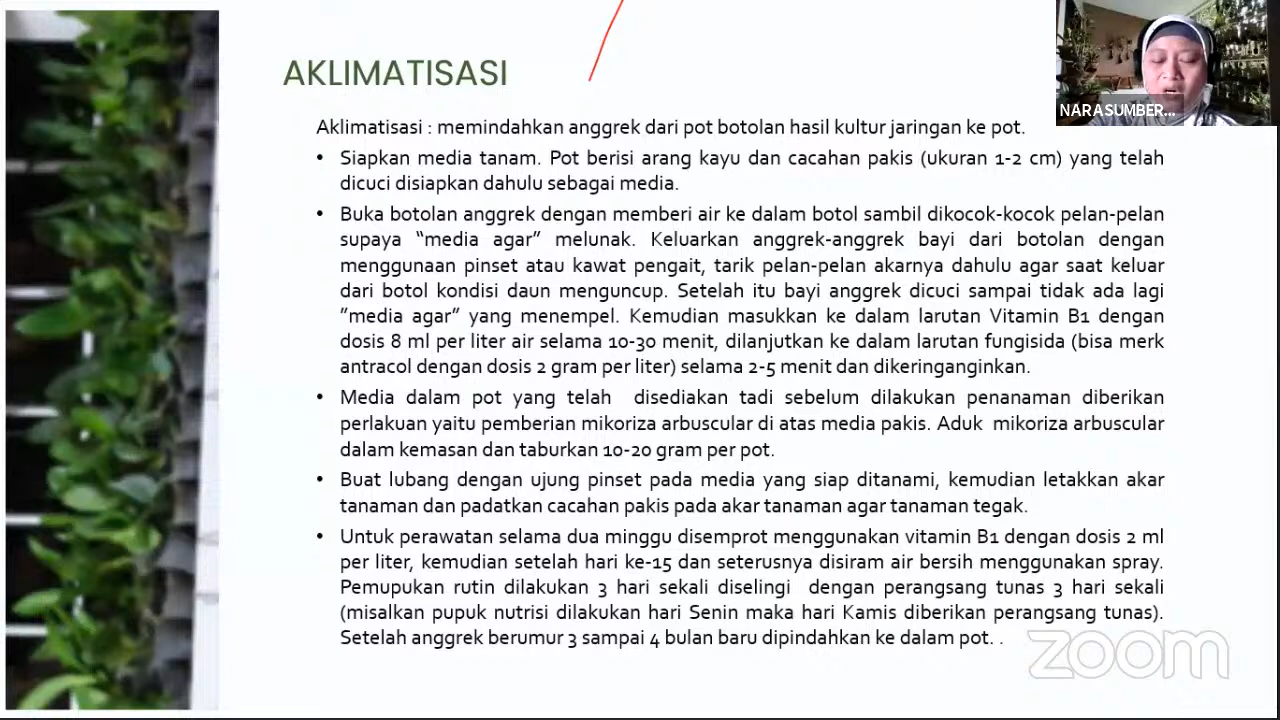 AKLIMATISASI
NARASUMBER...
Aklimatisasi : memindahkan anggrek dari pot botolan hasil kultur jaringan ke pot.
• Siapkan media tanam. Pot berisi arang kayu dan cacahan pakis (ukuran 1-2 cm) yang telah
dicuci disiapkan dahulu sebagai media.
• Buka botolan anggrek dengan memberi air ke dalam botol sambil dikocok-kocok pelan-pelan
supaya “media agar” melunak. Keluarkan anggrek-anggrek bayi dari botolan dengan
menggunaan pinset atau kawat pengait, tarik pelan-pelan akarnya dahulu agar saat keluar
dari botol kondisi daun menguncup. Setelah itu bayi anggrek dicuci sampai tidak ada lagi
”media agar” yang menempel. Kemudian masukkan ke dalam larutan Vitamin B1 dengan
dosis 8 ml per liter air selama 10-30 menit, dilanjutkan ke dalam larutan fungisida (bisa merk
antracol dengan dosis 2 gram per liter) selama 2-5 menit dan dikeringanginkan.
• Media dalam pot yang telah disediakan tadi sebelum dilakukan penanaman diberikan
perlakuan yaitu pemberian mikoriza arbuscular di atas media pakis. Aduk mikoriza arbuscular
dalam kemasan dan taburkan 10-20 gram per pot.
• Buat lubang dengan ujung pinset pada media yang siap ditanami, kemudian letakkan akar
tanaman dan padatkan cacahan pakis pada akar tanaman agar tanaman tegak.
• Untuk perawatan selama dua minggu disemprot menggunakan vitamin B1 dengan dosis 2 ml
per liter, kemudian setelah hari ke-15 dan seterusnya disiram air bersih menggunakan spray.
Pemupukan rutin dilakukan 3 hari sekali diselingi dengan perangsang tunas 3 hari sekali
(misalkan pupuk nutrisi dilakukan hari Senin maka hari Kamis diberikan perangsang tunas).
Setelah anggrek berumur 3 sampai 4 bulan baru dipindahkan ke dalam pot. .
zoom